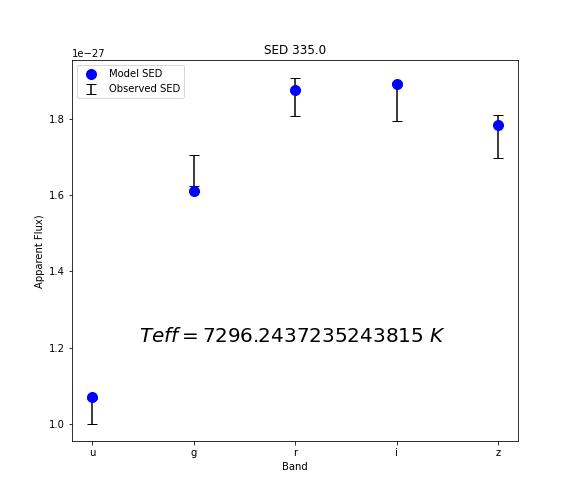 SED 335.0
1e−27
Model SED
Observed SED
1.8
1.6
1.4
1.2
1.0
Apparent Flux)
Teff = 7296.2437235243815 K
u g r i z
Band